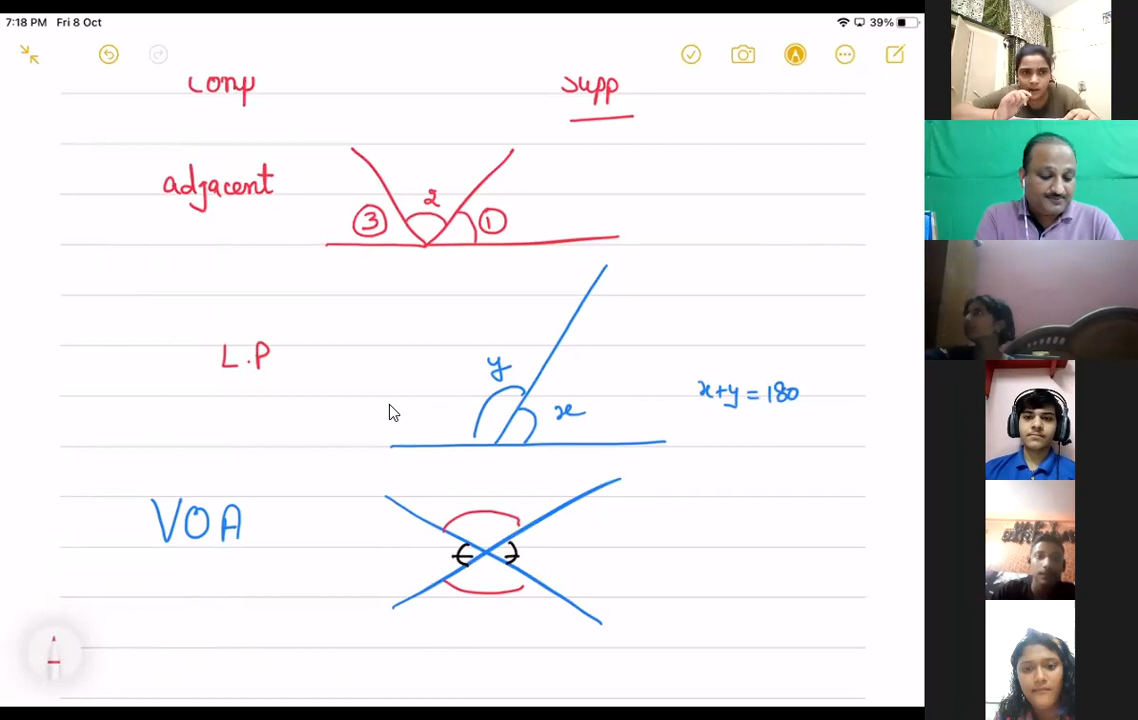 7:18 PM Fri 8 Oct
39%
comp supp
adjacent
3 2 1
L.P
y
x
x+y=180
VOA